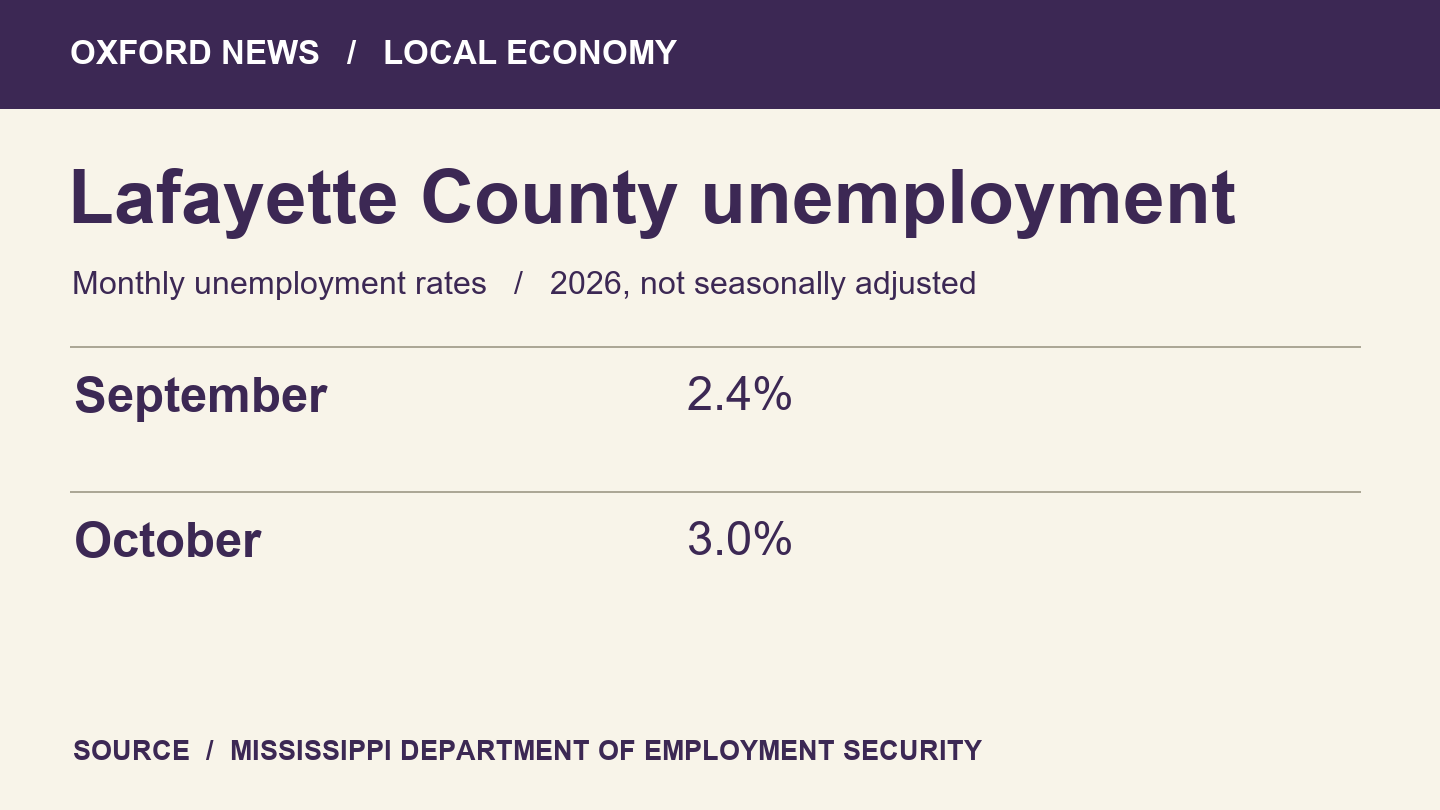 OXFORD NEWS / LOCAL ECONOMY
Lafayette County unemployment
Monthly unemployment rates / 2026, not seasonally adjusted
September 2.4%
October 3.0%
SOURCE / MISSISSIPPI DEPARTMENT OF EMPLOYMENT SECURITY